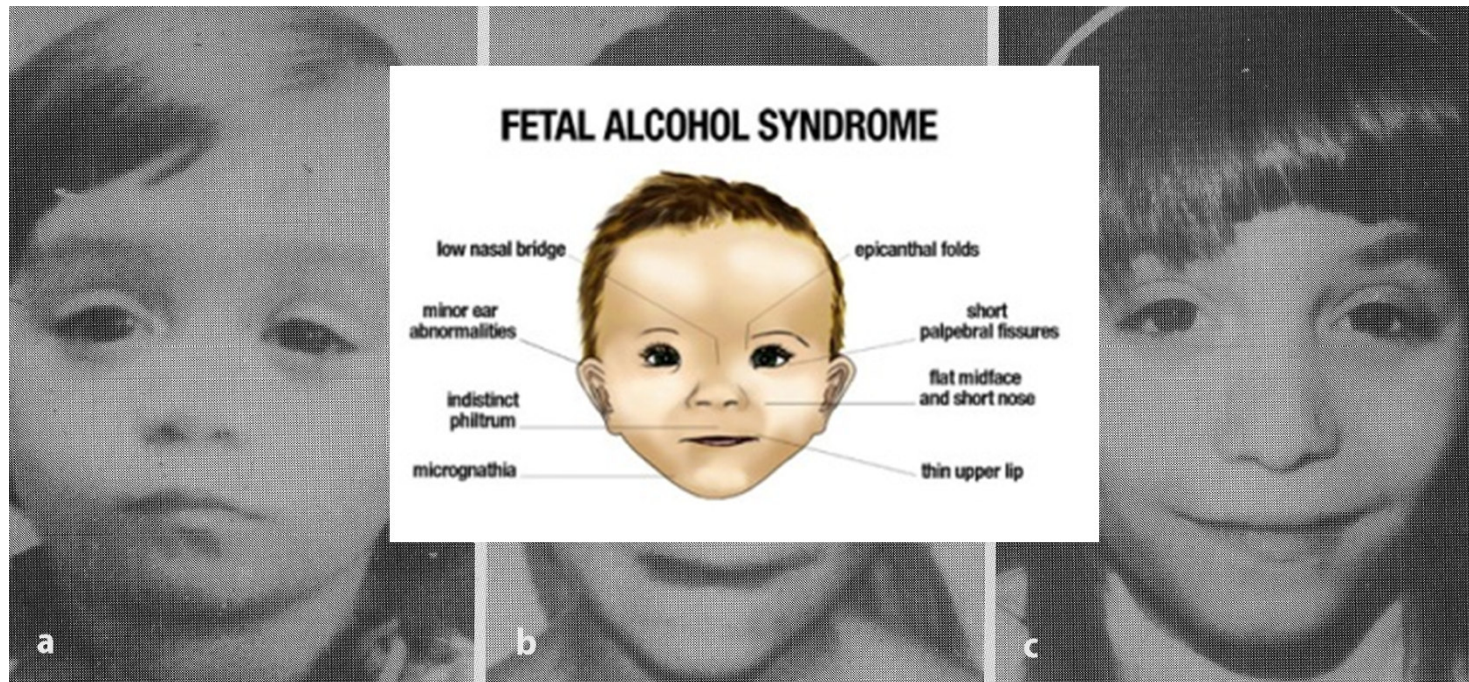 FETAL ALCOHOL SYNDROME
low nasal bridge
epicanthal folds
minor ear
abnormalities
short
palpebral fissures
indistinct
philtrum
flat midface
and short nose
micrognathia
thin upper lip
a
b
c